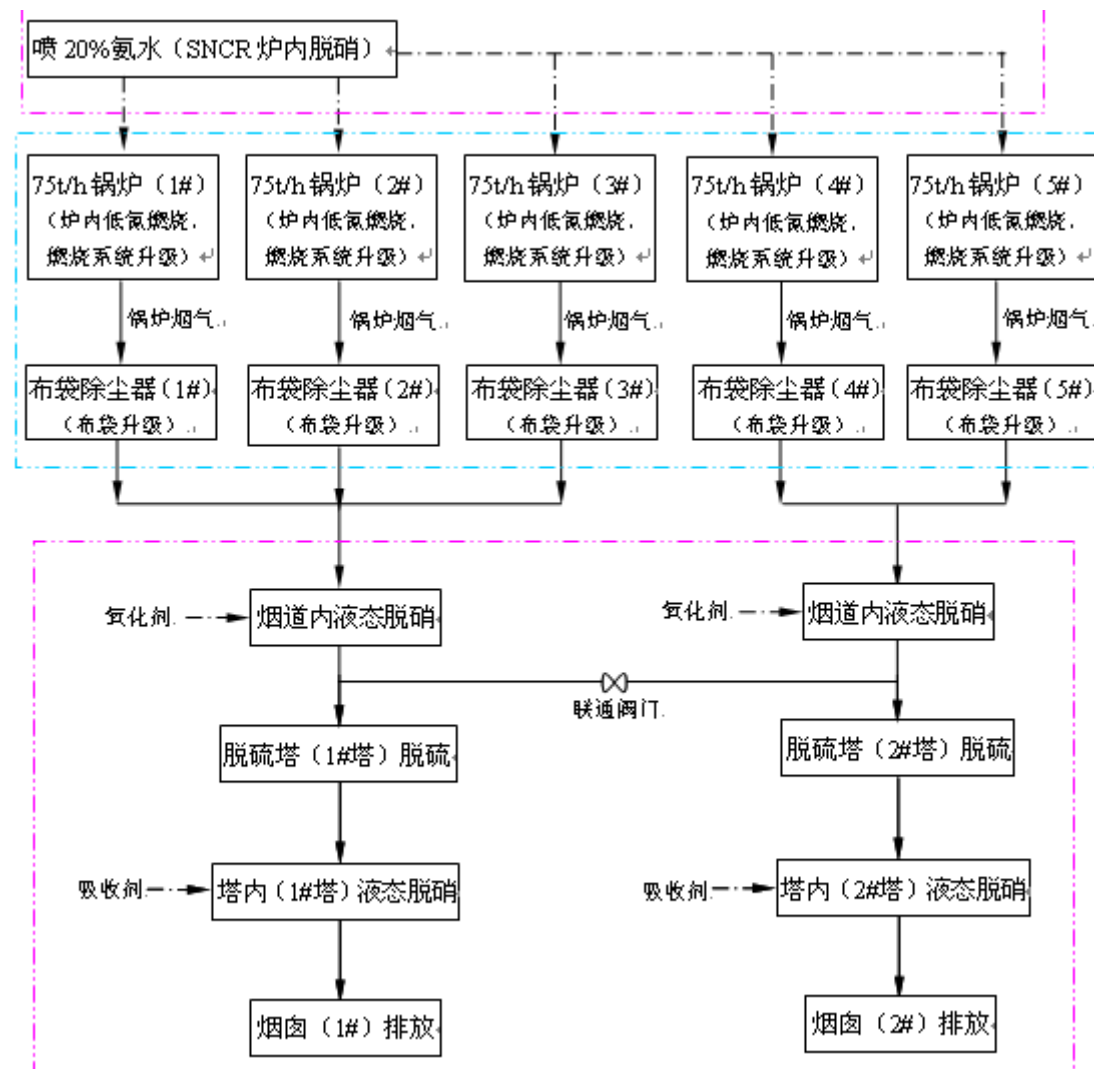 喷20%氨水（SNCR炉内脱硝）
75t/h锅炉（1#）
（炉内低氮燃烧，
燃烧系统升级）
75t/h锅炉（2#）
（炉内低氮燃烧，
燃烧系统升级）
75t/h锅炉（3#）
（炉内低氮燃烧，
燃烧系统升级）
75t/h锅炉（4#）
（炉内低氮燃烧，
燃烧系统升级）
75t/h锅炉（5#）
（炉内低氮燃烧，
燃烧系统升级）
锅炉烟气
锅炉烟气
锅炉烟气
锅炉烟气
锅炉烟气
布袋除尘器（1#）
（布袋升级）
布袋除尘器（2#）
（布袋升级）
布袋除尘器（3#）
（布袋升级）
布袋除尘器（4#）
（布袋升级）
布袋除尘器（5#）
（布袋升级）
氧化剂
烟道内液态脱硝
氧化剂
烟道内液态脱硝
联通阀门
脱硫塔（1#塔）脱硫
脱硫塔（2#塔）脱硫
吸收剂
塔内（1#塔）液态脱硝
吸收剂
塔内（2#塔）液态脱硝
烟囱（1#）排放
烟囱（2#）排放